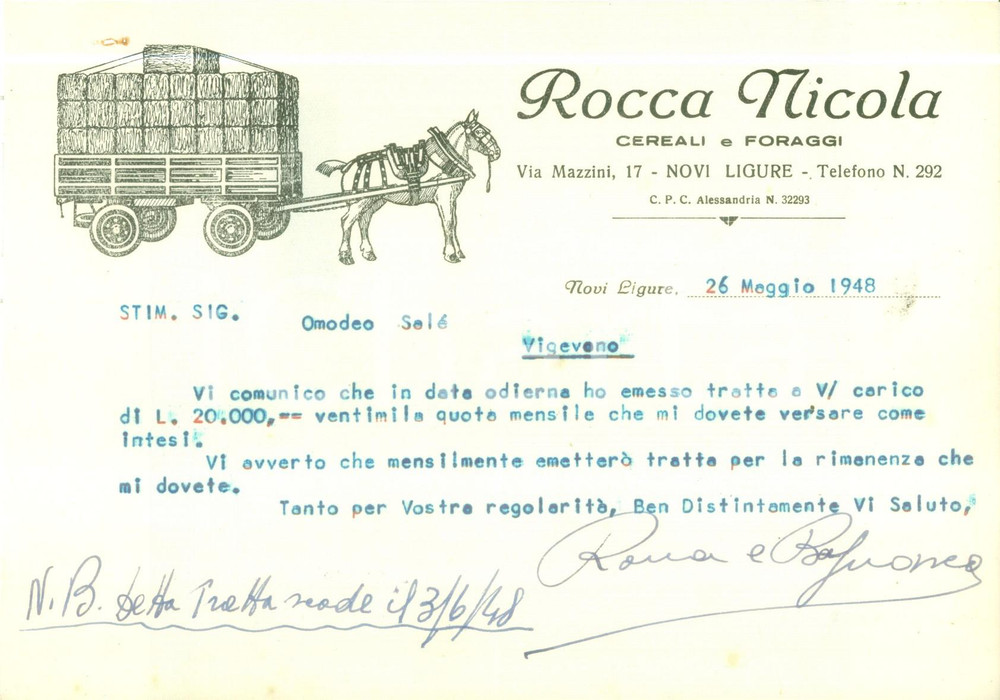 Rocca Nicola
CEREALI e FORAGGI
Via Mazzini, 17 - NOVI LIGURE - Telefono N. 292
C. P. C. Alessandria N. 32293
Novi Ligure, 26 Maggio 1948
STIM. SIG.
Omodeo Salé
Vigevano
Vi comunico che in data odierna ho emesso tratta a V/ carico
di L. 20.000,== ventimila quota mensile che mi dovete versare come
intesi.
Vi avverto che mensilmente emetterò tratta per la rimanenza che
mi dovete.
Tanto per Vostra regolarità, Ben Distintamente Vi Saluto,
Rocca e
N.B. detta Tratta scade il 3/6/48